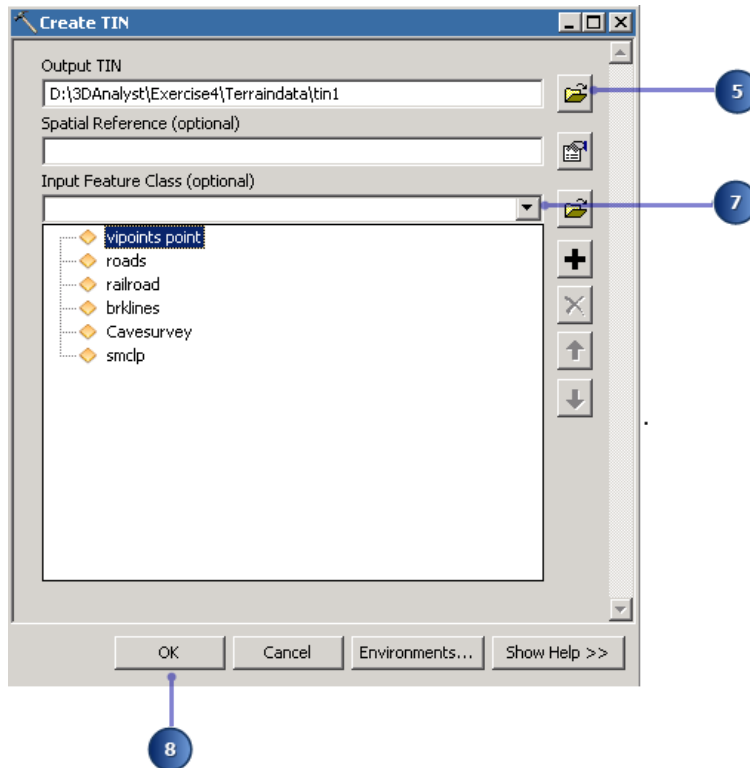 Create TIN
Output TIN
D:\3DAnalyst\Exercise4\Terraindata\tin1
5
Spatial Reference (optional)
Input Feature Class (optional)
7
vipoints point
roads
railroad
brklines
Cavesurvey
smclp
.
OK Cancel Environments... Show Help >>
8